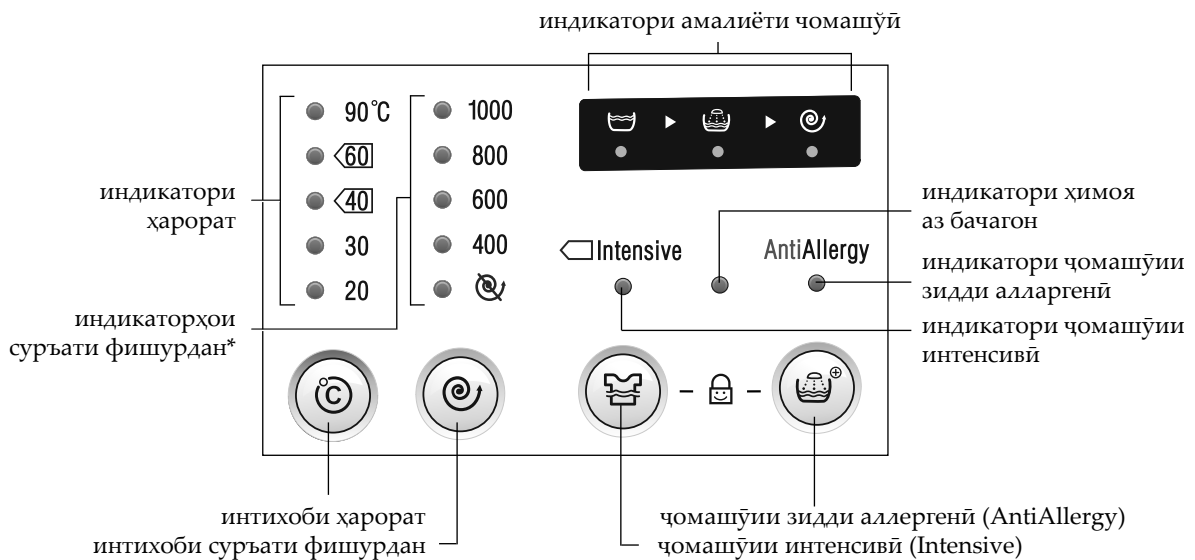 индикатори амалиёти ҷомашӯӣ
90°C
60
40
30
20
1000
800
600
400
индикатори
ҳарорат
индикаторҳои
суръати фишурдан*
Intensive
AntiAllergy
индикатори ҳимоя
аз бачагон
индикатори ҷомашӯии
зидди алларгенӣ
индикатори ҷомашӯии
интенсивӣ
°C
интихоби ҳарорат
интихоби суръати фишурдан
ҷомашӯии зидди аллергенӣ (AntiAllergy)
ҷомашӯии интенсивӣ (Intensive)